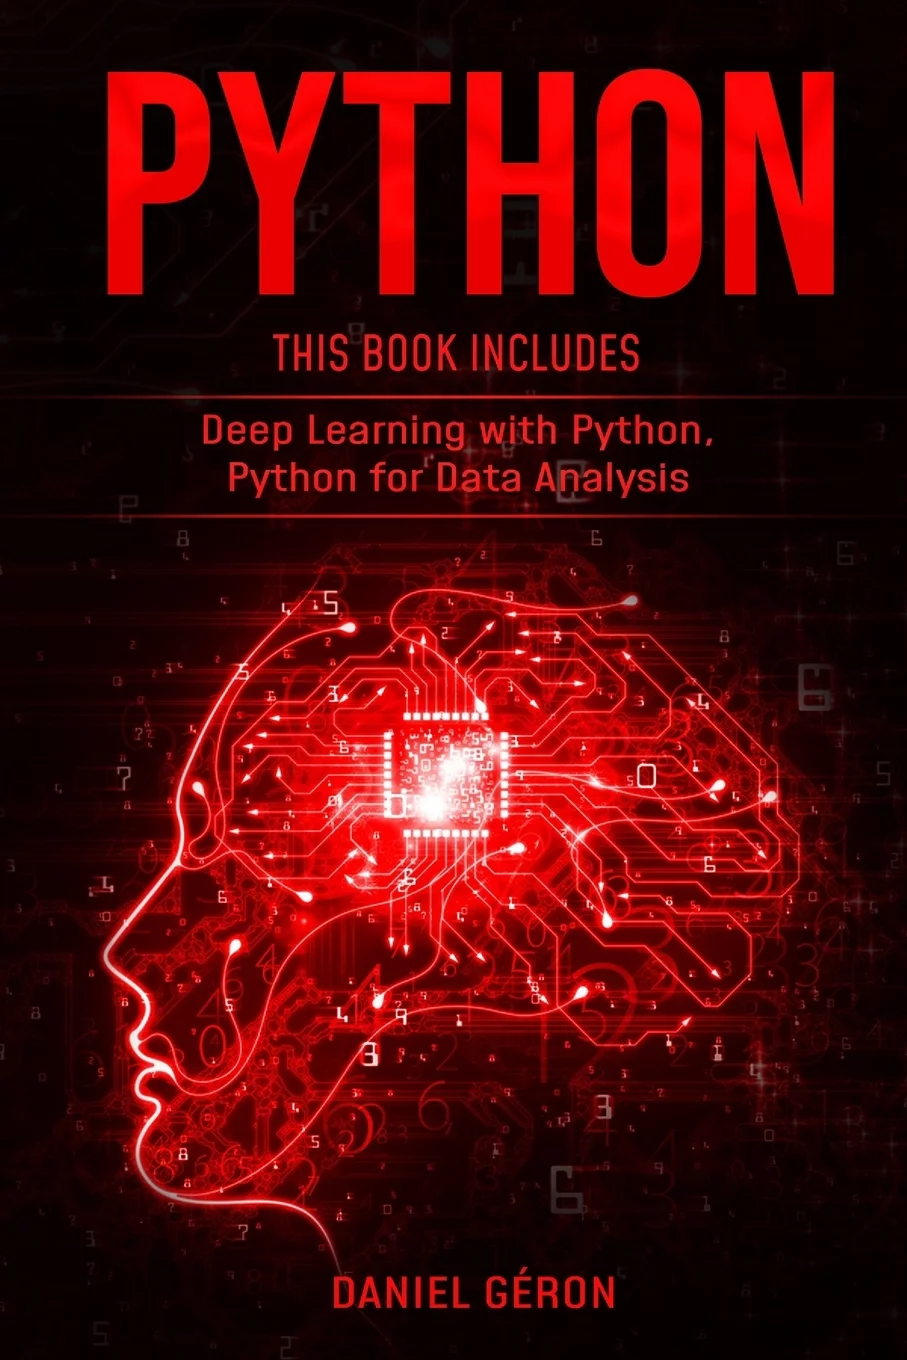 PYTHON
THIS BOOK INCLUDES
Deep Learning with Python,
Python for Data Analysis
DANIEL GÉRON